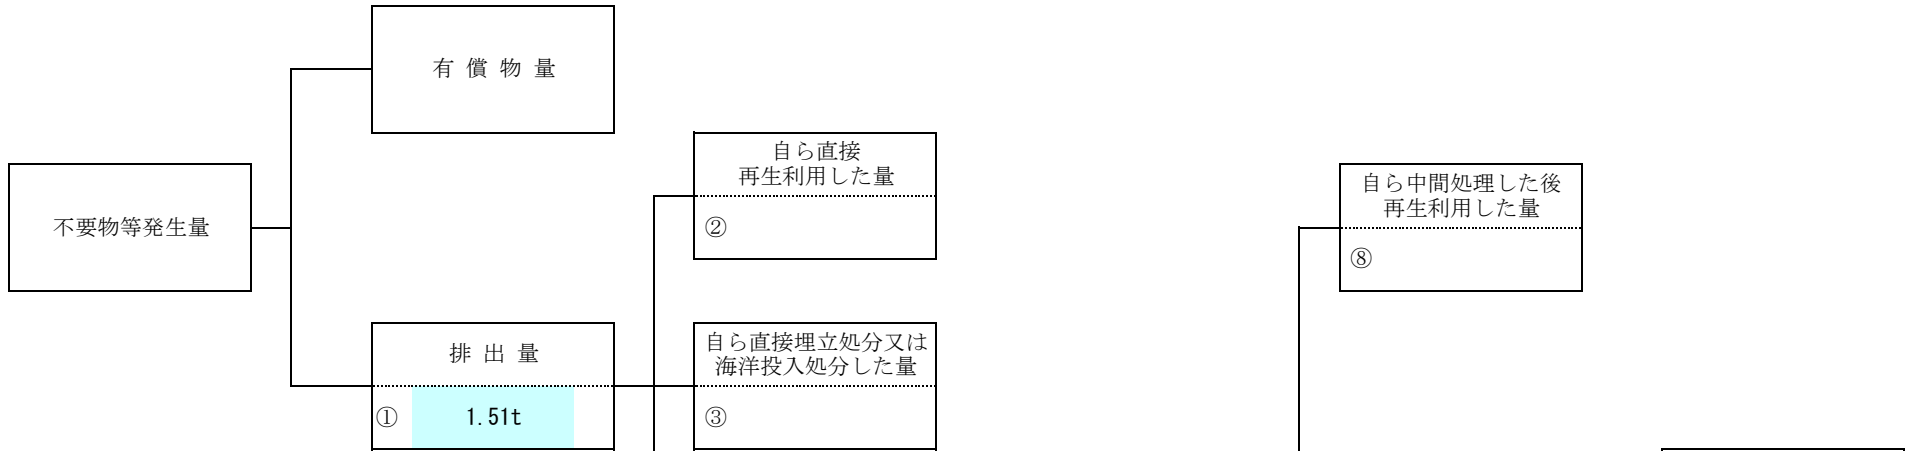 有 償 物 量
自ら直接
再生利用した量
②
自ら中間処理した後
再生利用した量
⑧
不要物等発生量
排 出 量
① 1.51t
自ら直接埋立処分又は
海洋投入処分した量
③